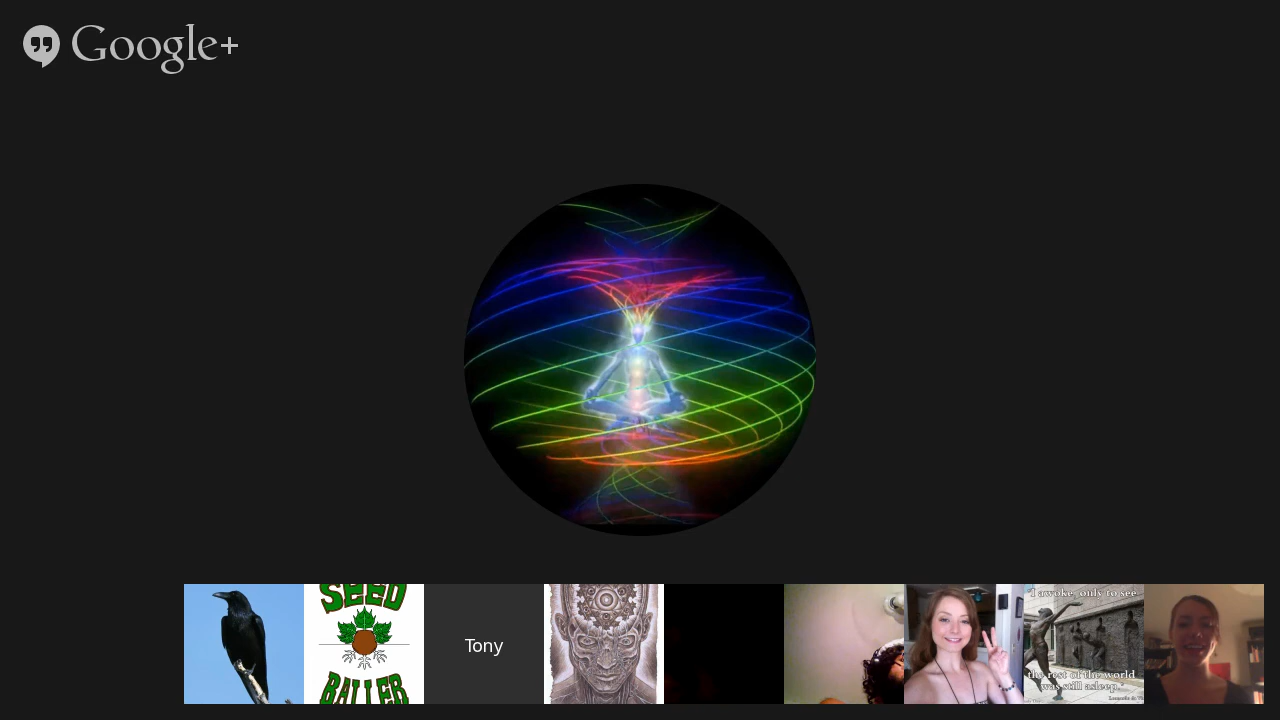 Google+
SEED
BALLER
Tony
I awoke, only to see
the rest of the world
was still asleep.